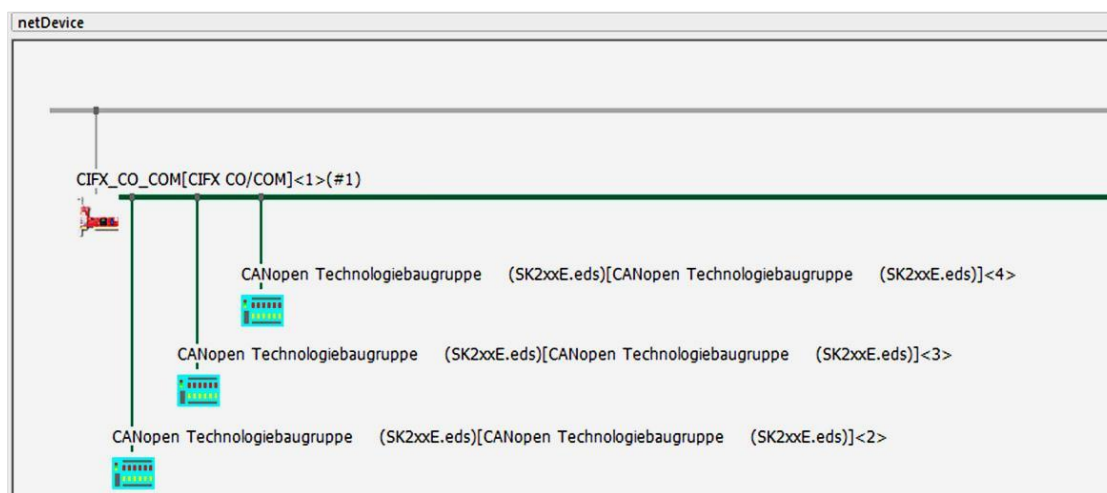 netDevice
CIFX_CO_COM[CIFX CO/COM]<1>(#1)
CANopen Technologiebaugruppe (SK2xxE.eds)[CANopen Technologiebaugruppe (SK2xxE.eds)]<4>
CANopen Technologiebaugruppe (SK2xxE.eds)[CANopen Technologiebaugruppe (SK2xxE.eds)]<3>
CANopen Technologiebaugruppe (SK2xxE.eds)[CANopen Technologiebaugruppe (SK2xxE.eds)]<2>